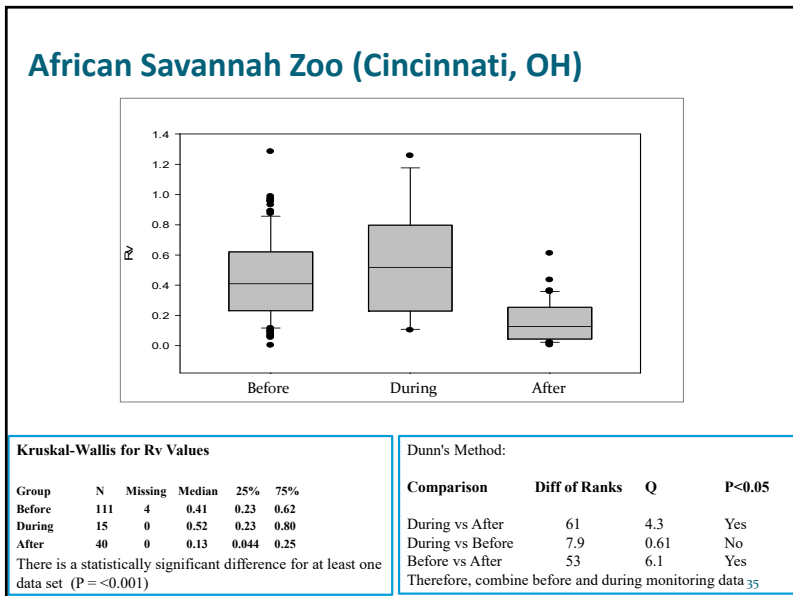 African Savannah Zoo (Cincinnati, OH)
1.4
1.2
1.0
0.8
0.6
0.4
0.2
0.0
Rv
Before During After
Kruskal-Wallis for Rv Values
Group N Missing Median 25% 75%
Before 111 4 0.41 0.23 0.62
During 15 0 0.52 0.23 0.80
After 40 0 0.13 0.044 0.25
There is a statistically significant difference for at least one
data set (P = <0.001)
Dunn's Method:
Comparison Diff of Ranks Q P<0.05
During vs After 61 4.3 Yes
During vs Before 7.9 0.61 No
Before vs After 53 6.1 Yes
Therefore, combine before and during monitoring data 35